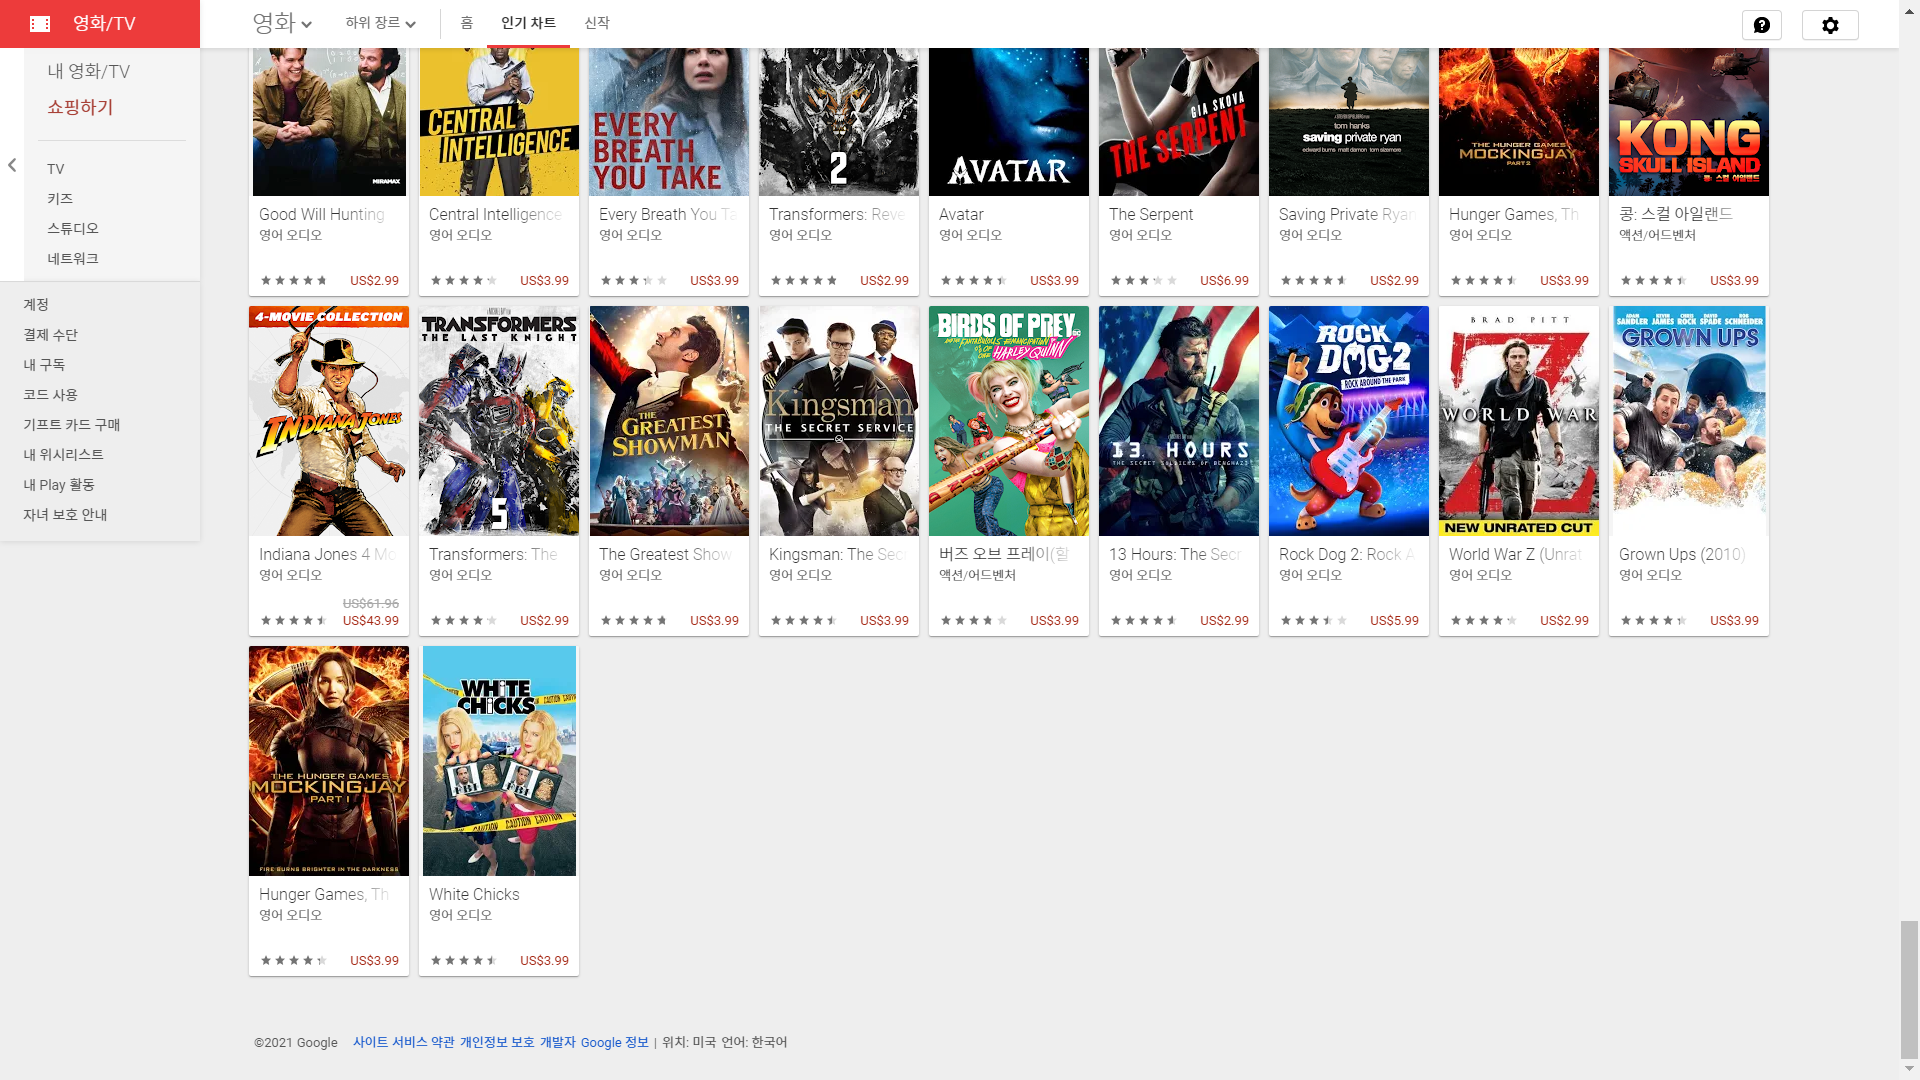 영화/TV
영화
하위 장르
홈
인기 차트
신작
내 영화/TV
쇼핑하기
TV
키즈
스튜디오
네트워크
계정
결제 수단
내 구독
코드 사용
기프트 카드 구매
내 위시리스트
내 Play 활동
자녀 보호 안내
MIRAMAX
Good Will Hunting
영어 오디오
US$2.99
CENTRAL
INTELLIGENCE
Central Intelligence
영어 오디오
US$3.99
EVERY
BREATH
YOU TAKE
Every Breath You Ta
영어 오디오
US$3.99
2
Transformers: Reve
영어 오디오
US$2.99
AVATAR
Avatar
영어 오디오
US$3.99
GIA SKOVA
THE SERPENT
The Serpent
영어 오디오
US$6.99
tom hanks
saving private ryan
edward burns matt damon tom sizemore
Saving Private Ryan
영어 오디오
US$2.99
THE HUNGER GAMES
MOCKINGJAY
PART 2
Hunger Games, Th
영어 오디오
US$3.99
KONG
SKULL ISLAND
콩: 스컬 아일랜드
콩: 스컬 아일랜드
액션/어드벤처
US$3.99
4-MOVIE COLLECTION
INDIANA JONES
Indiana Jones 4 Mo
영어 오디오
US$61.96
US$43.99
TRANSFORMERS
THE LAST KNIGHT
5
Transformers: The
영어 오디오
US$2.99
THE
GREATEST
SHOWMAN
The Greatest Show
영어 오디오
US$3.99
Kingsman
THE SECRET SERVICE
Kingsman: The Sec
영어 오디오
US$3.99
BIRDS OF PREY
AND THE FANTABULOUS EMANCIPATION
OF ONE HARLEY QUINN
버즈 오브 프레이(할
액션/어드벤처
US$3.99
13 HOURS
THE SECRET SOLDIERS OF BENGHAZI
13 Hours: The Secr
영어 오디오
US$2.99
ROCK
DOG 2
ROCK AROUND THE PARK
Rock Dog 2: Rock A
영어 오디오
US$5.99
BRAD PITT
WORLD WAR
Z
NEW UNRATED CUT
World War Z (Unrat
영어 오디오
US$2.99
ADAM SANDLER KEVIN JAMES CHRIS ROCK DAVID SPADE ROB SCHNEIDER
GROWN UPS
Grown Ups (2010)
영어 오디오
US$3.99
THE HUNGER GAMES
MOCKINGJAY
PART 1
FIRE BURNS BRIGHTER IN THE DARKNESS
Hunger Games, Th
영어 오디오
US$3.99
WHITE
CHICKS
CAUTION CAUTION CAUTION
White Chicks
영어 오디오
US$3.99
©2021 Google 사이트 서비스 약관 개인정보 보호 개발자 Google 정보 | 위치: 미국 언어: 한국어